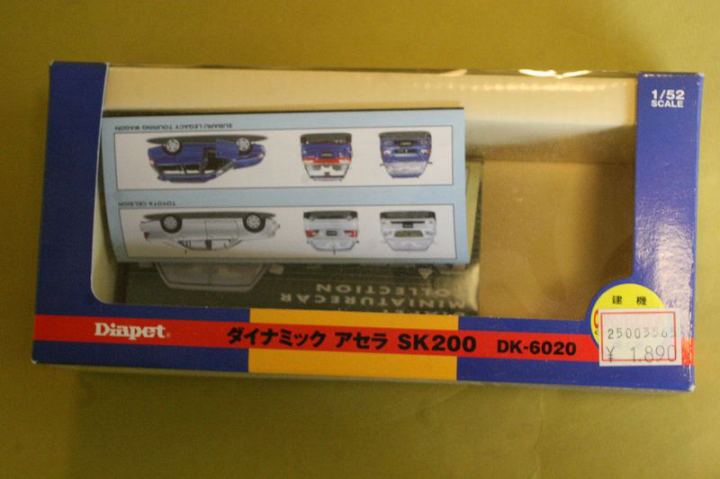 1/52
SCALE
SUBARU LEGACY TOURING WAGON
TOYOTA CELSIOR
MINIATURECAR
COLLECTION
建機
25003565
¥ 1,890
Diapet®
ダイナミック アセラ SK200 DK-6020